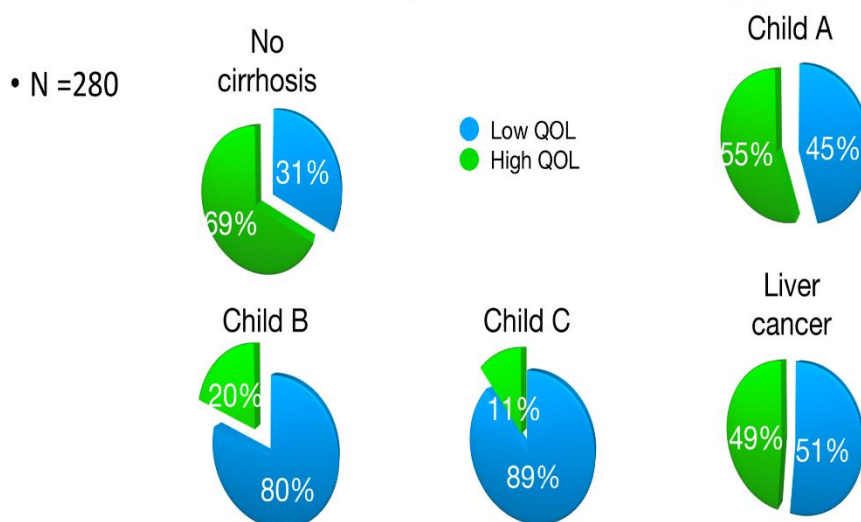 • N =280
No
cirrhosis
31%
69%
Low QOL
High QOL
Child A
55%
45%
Child B
20%
80%
Child C
11%
89%
Liver
cancer
49%
51%